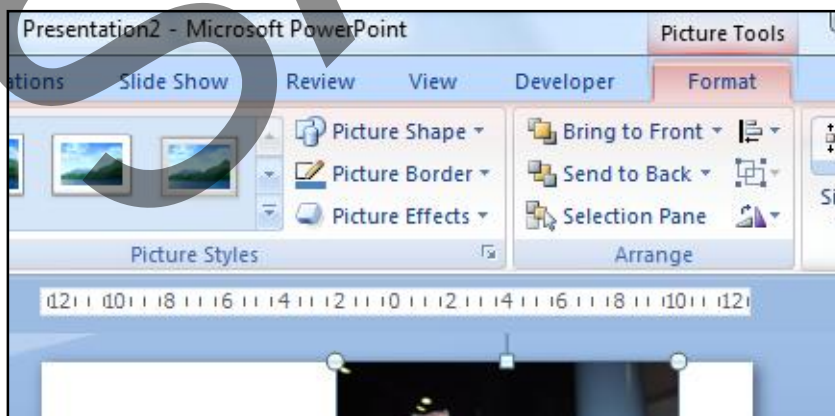 Presentation2 - Microsoft PowerPoint Picture Tools
Slide Show Review View Developer Format
Picture Shape Bring to Front
Picture Border Send to Back
Picture Effects Selection Pane
Picture Styles Arrange
12 10 8 6 4 2 0 2 4 6 8 10 12